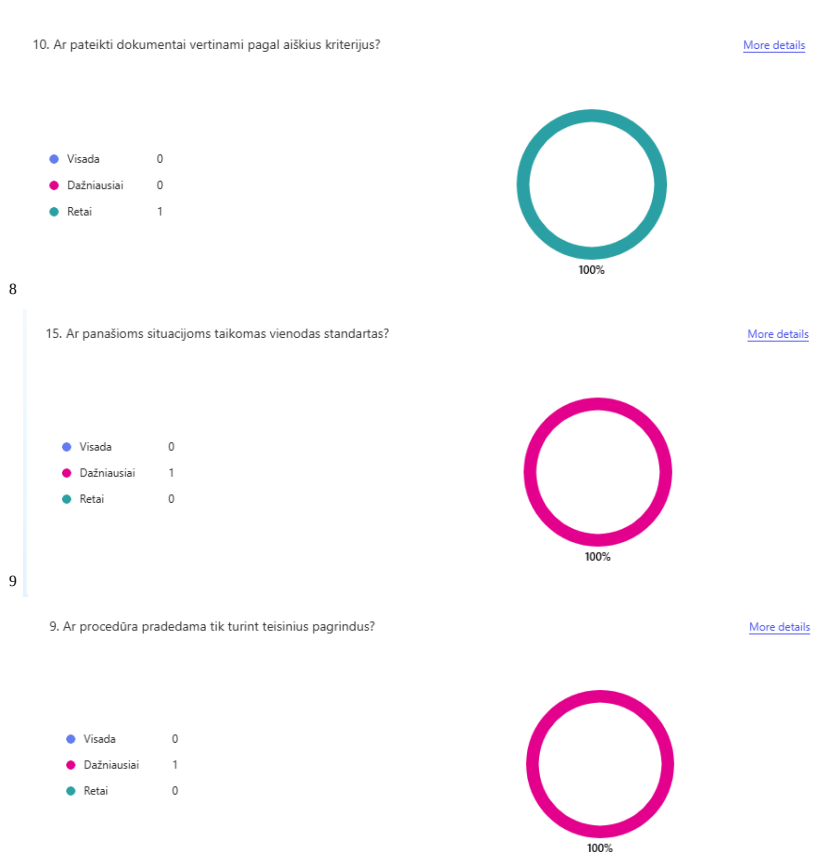 10. Ar pateikti dokumentai vertinami pagal aiškius kriterijus?
More details
Visada 0
Dažniausiai 0
Retai 1
100%
8
15. Ar panašioms situacijoms taikomas vienodas standartas?
More details
Visada 0
Dažniausiai 1
Retai 0
100%
9
9. Ar procedūra pradedama tik turint teisinius pagrindus?
More details
Visada 0
Dažniausiai 1
Retai 0
100%